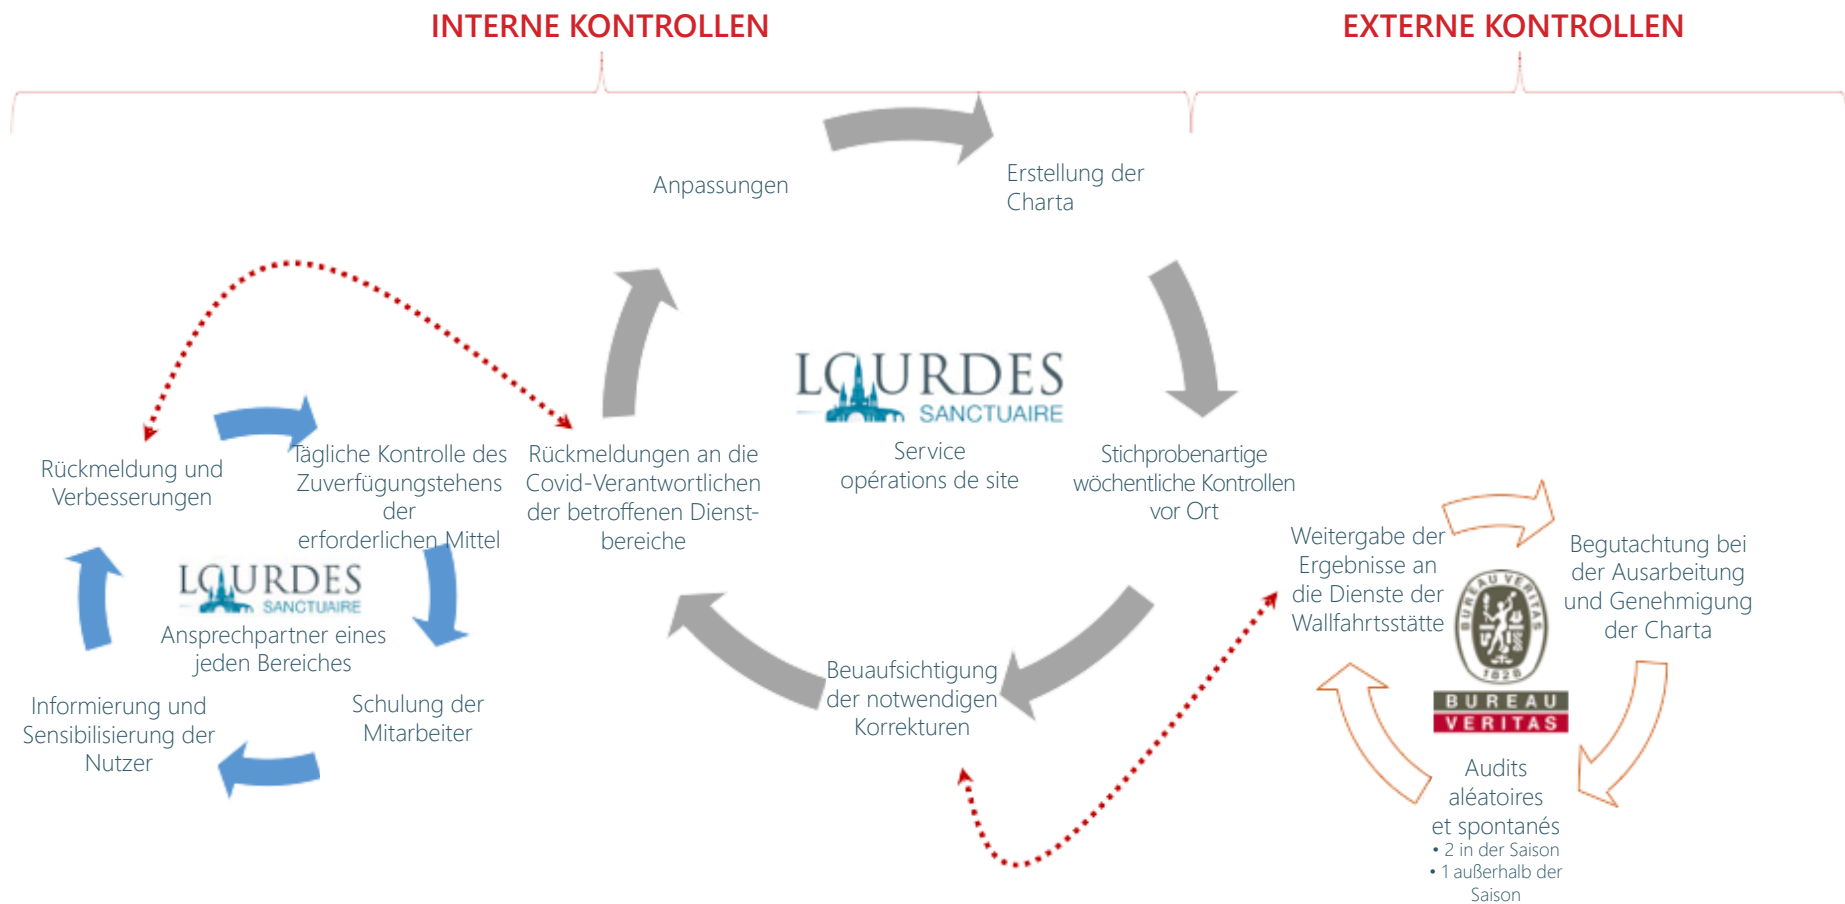 INTERNE KONTROLLEN
EXTERNE KONTROLLEN
Anpassungen
Erstellung der
Charta
LOURDES
SANCTUAIRE
Service
opérations de site
Rückmeldung und
Verbesserungen
Tägliche Kontrolle des
Zuverfügungstehens
der
erforderlichen Mittel
Rückmeldungen an die
Covid-Verantwortlichen
der betroffenen Dienst-
bereiche
Stichprobenartige
wöchentliche Kontrollen
vor Ort
LOURDES
SANCTUAIRE
Ansprechpartner eines
jeden Bereiches
Informierung und
Sensibilisierung der
Nutzer
Schulung der
Mitarbeiter
Beuaufsichtigung
der notwendigen
Korrekturen
Weitergabe der
Ergebnisse an
die Dienste der
Wallfahrtsstätte
Begutachtung bei
der Ausarbeitung
und Genehmigung
der Charta
BUREAU VERITAS
1828
BUREAU
VERITAS
Audits
aléatoires
et spontanés
• 2 in der Saison
• 1 außerhalb der
Saison